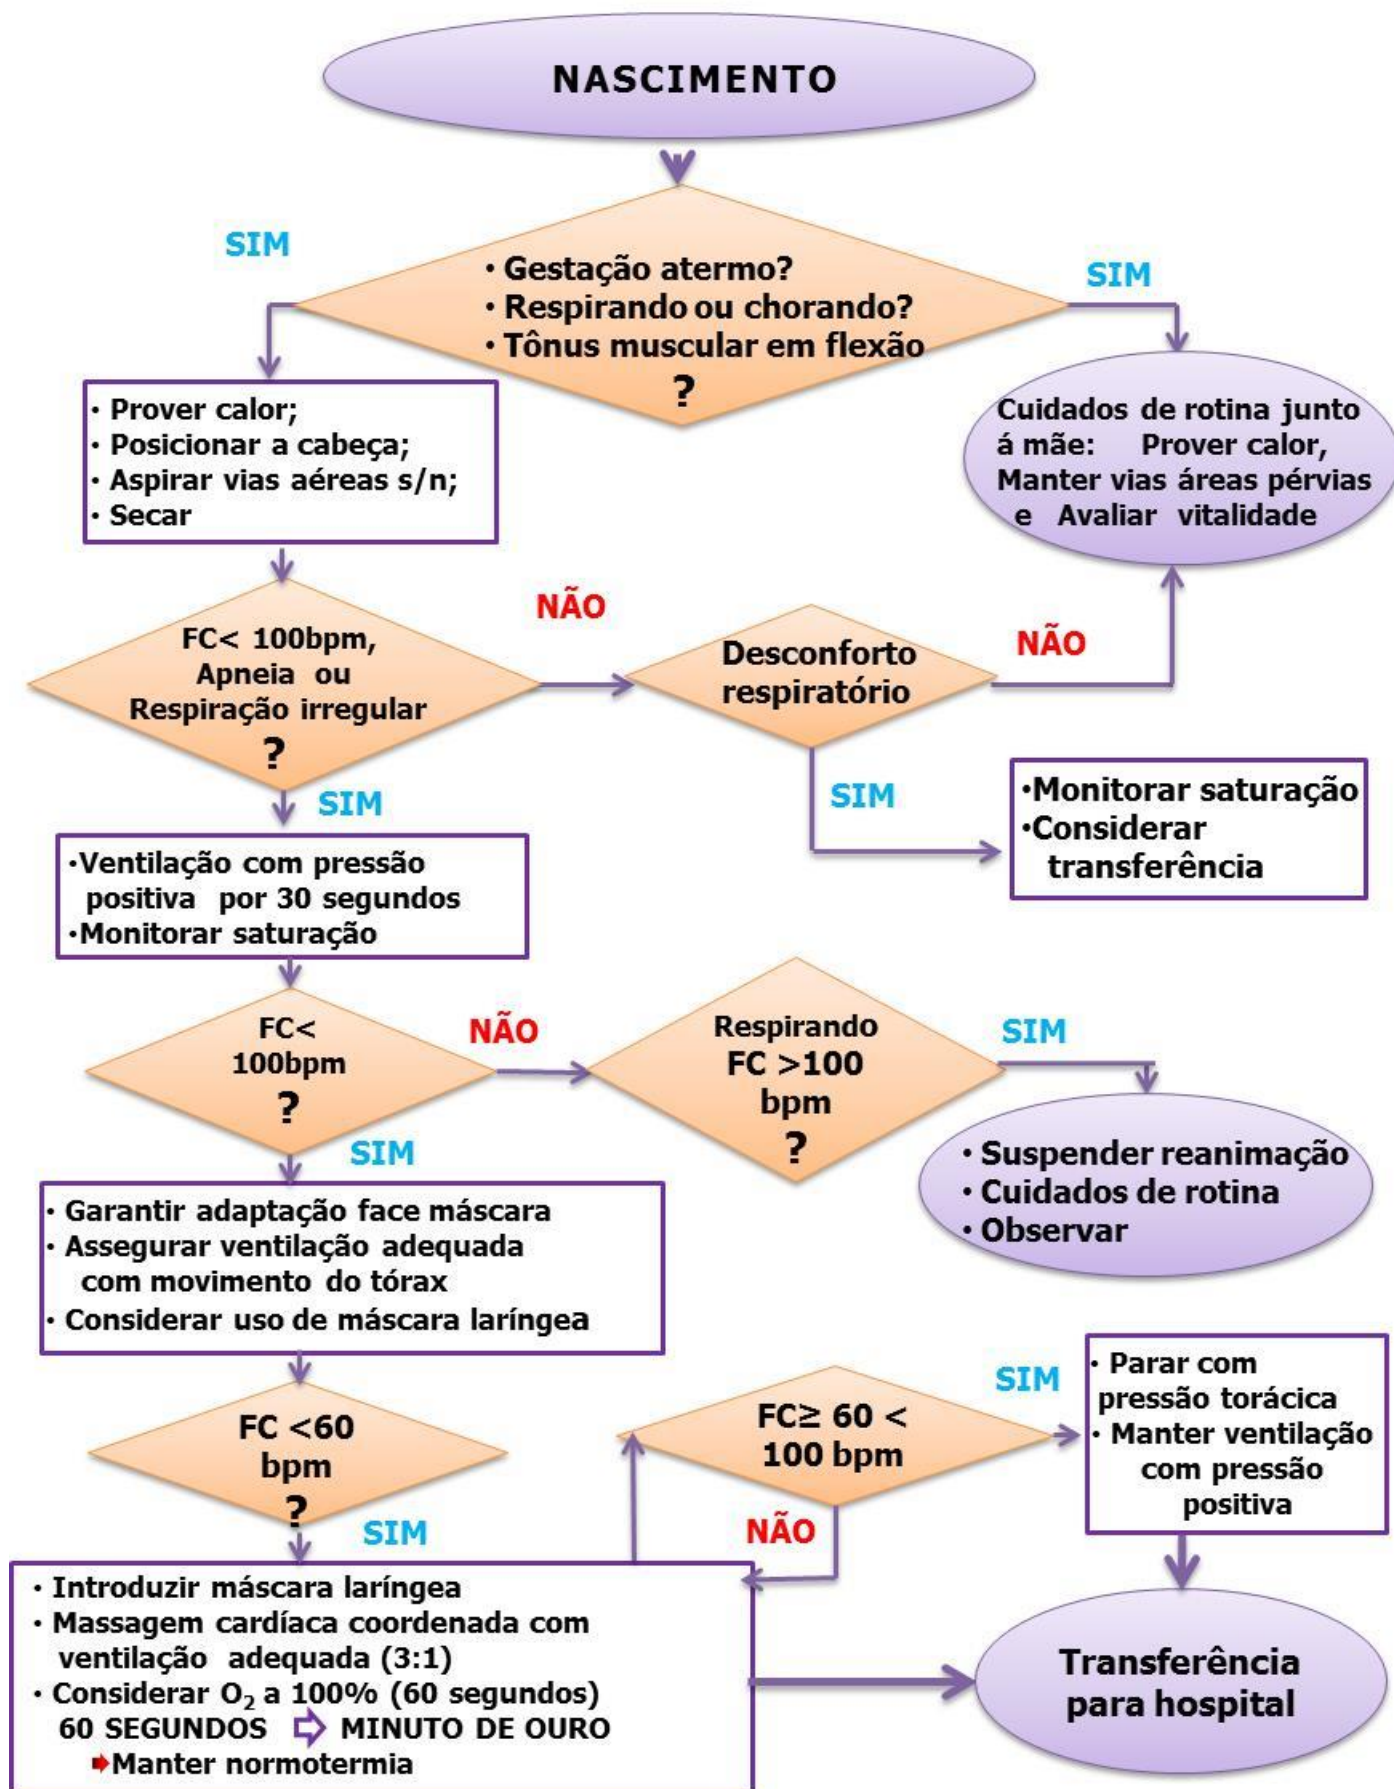 NASCIMENTO
SIM
• Gestação atermo?
SIM
• Respirando ou chorando?
• Tônus muscular em flexão
?
• Prover calor;
• Posicionar a cabeça;
• Aspirar vias aéreas s/n;
• Secar
Cuidados de rotina junto
á mãe: Prover calor,
Manter vias áreas pérvias
e Avaliar vitalidade
FC< 100bpm,
Apneia ou
Respiração irregular
?
NÃO
Desconforto
respiratório
NÃO
SIM
SIM
•Monitorar saturação
•Considerar
transferência
•Ventilação com pressão
positiva por 30 segundos
•Monitorar saturação
FC<
100bpm
?
NÃO
Respirando
FC >100
bpm
?
SIM
SIM
• Suspender reanimação
• Cuidados de rotina
• Observar
• Garantir adaptação face máscara
• Assegurar ventilação adequada
com movimento do tórax
• Considerar uso de máscara laríngea
FC <60
bpm
?
FC≥ 60 <
100 bpm
SIM
• Parar com
pressão torácica
• Manter ventilação
com pressão
positiva
SIM
NÃO
• Introduzir máscara laríngea
• Massagem cardíaca coordenada com
ventilação adequada (3:1)
• Considerar O₂ a 100% (60 segundos)
60 SEGUNDOS ⇨ MINUTO DE OURO
➡Manter normotermia
Transferência
para hospital